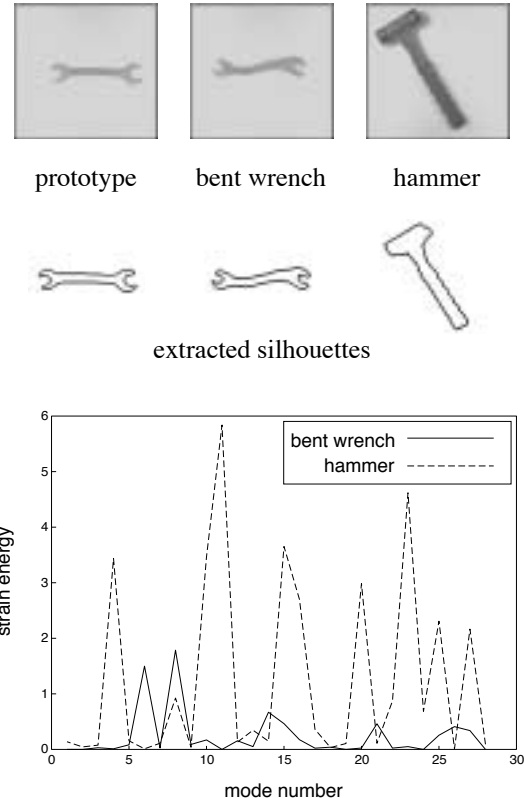 prototype bent wrench hammer
extracted silhouettes
6
5
4
3
2
1
0
strain energy
bent wrench
hammer
0 5 10 15 20 25 30
mode number